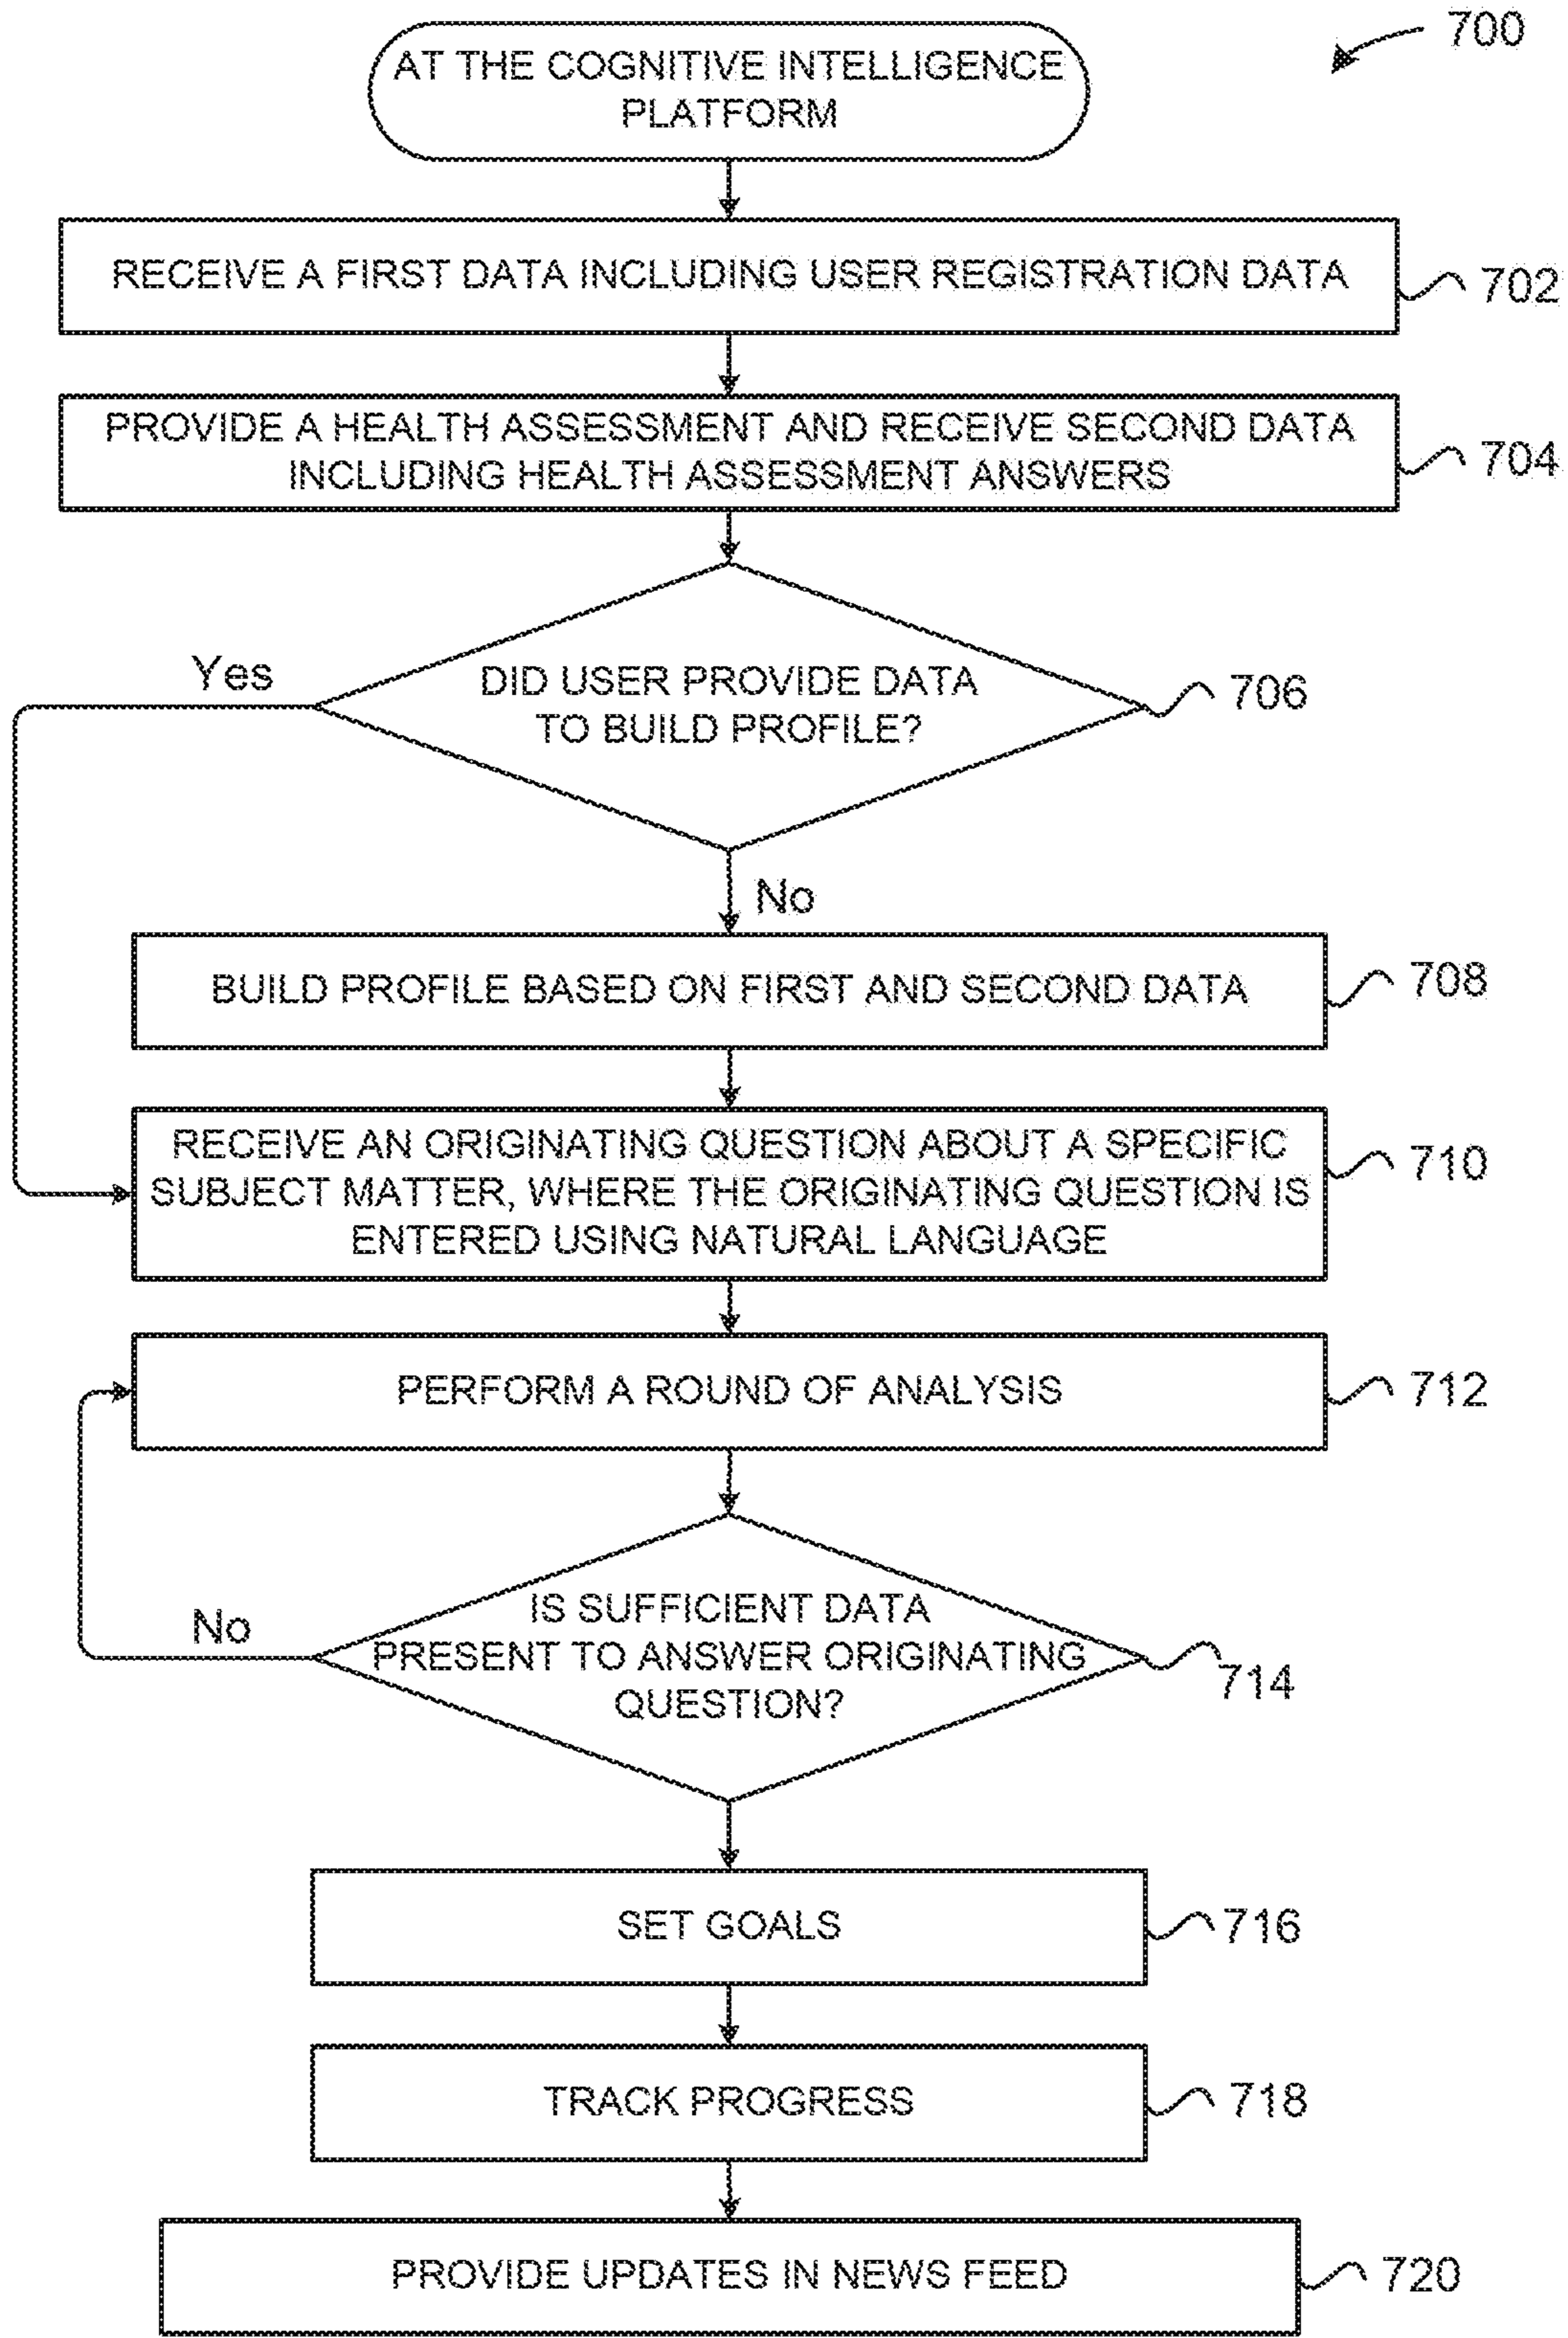 700
AT THE COGNITIVE INTELLIGENCE
PLATFORM
RECEIVE A FIRST DATA INCLUDING USER REGISTRATION DATA
702
PROVIDE A HEALTH ASSESSMENT AND RECEIVE SECOND DATA
INCLUDING HEALTH ASSESSMENT ANSWERS
704
Yes
DID USER PROVIDE DATA
TO BUILD PROFILE?
706
No
BUILD PROFILE BASED ON FIRST AND SECOND DATA
708
RECEIVE AN ORIGINATING QUESTION ABOUT A SPECIFIC
SUBJECT MATTER, WHERE THE ORIGINATING QUESTION IS
ENTERED USING NATURAL LANGUAGE
710
PERFORM A ROUND OF ANALYSIS
712
No
IS SUFFICIENT DATA
PRESENT TO ANSWER ORIGINATING
QUESTION?
714
SET GOALS
716
TRACK PROGRESS
718
PROVIDE UPDATES IN NEWS FEED
720